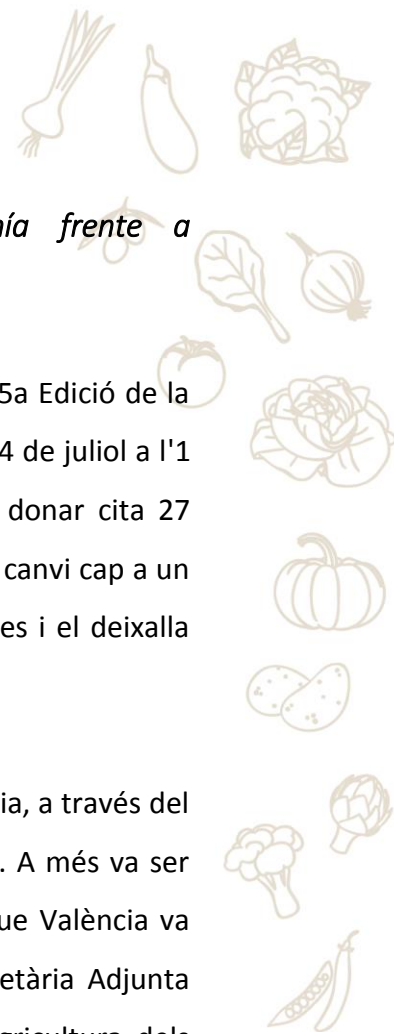 nía frente a
5a Edició de la
4 de juliol a l'1
donar cita 27
canvi cap a un
es i el deixalla
ia, a través del
. A més va ser
ue València va
etària Adjunta